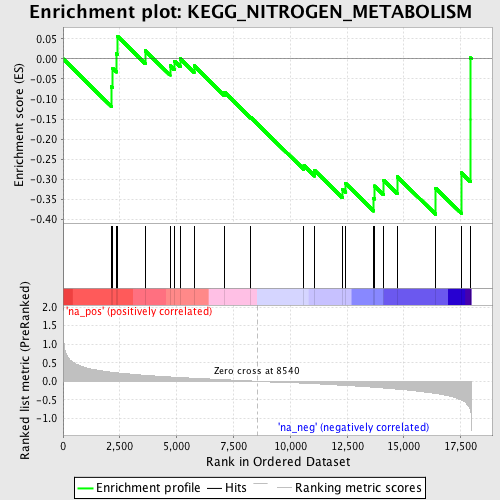 Enrichment plot: KEGG_NITROGEN_METABOLISM
Enrichment score (ES)
0.05
0.00
-0.05
-0.10
-0.15
-0.20
-0.25
-0.30
-0.35
-0.40
'na_pos' (positively correlated)
Ranked list metric (PreRanked)
2.0
1.5
1.0
0.5
0.0
-0.5
-1.0
Zero cross at 8540
'na_neg' (negatively correlated)
0 2,500 5,000 7,500 10,000 12,500 15,000 17,500
Rank in Ordered Dataset
Enrichment profile Hits Ranking metric scores